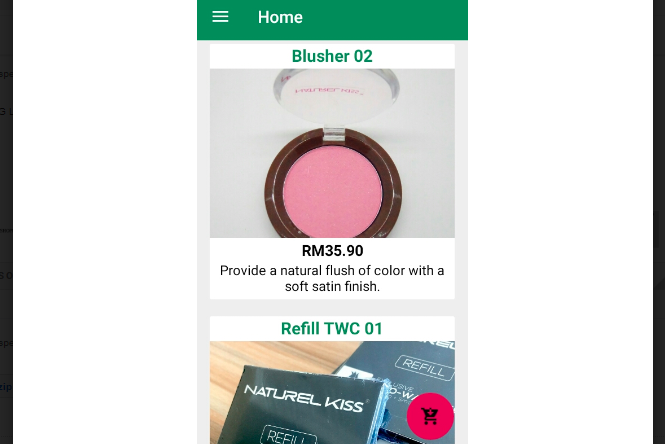 Home
Blusher 02
NATUREL KISS
RM35.90
Provide a natural flush of color with a
soft satin finish.
Refill TWC 01
REFILL
NATUREL KISS
REFILL